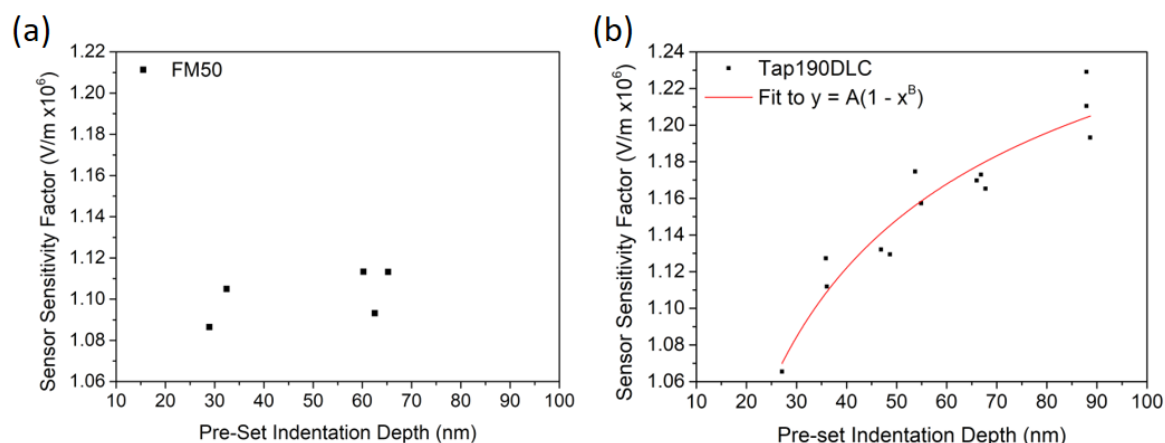 (a)
FM50
Sensor Sensitivity Factor (V/m x10⁶)
1.22
1.20
1.18
1.16
1.14
1.12
1.10
1.08
1.06
10 20 30 40 50 60 70 80 90 100
Pre-Set Indentation Depth (nm)
(b)
Tap190DLC
Fit to y = A(1 - xᴮ)
Sensor Sensitivity Factor (V/m x10⁶)
1.24
1.22
1.20
1.18
1.16
1.14
1.12
1.10
1.08
1.06
10 20 30 40 50 60 70 80 90 100
Pre-set Indentation Depth (nm)